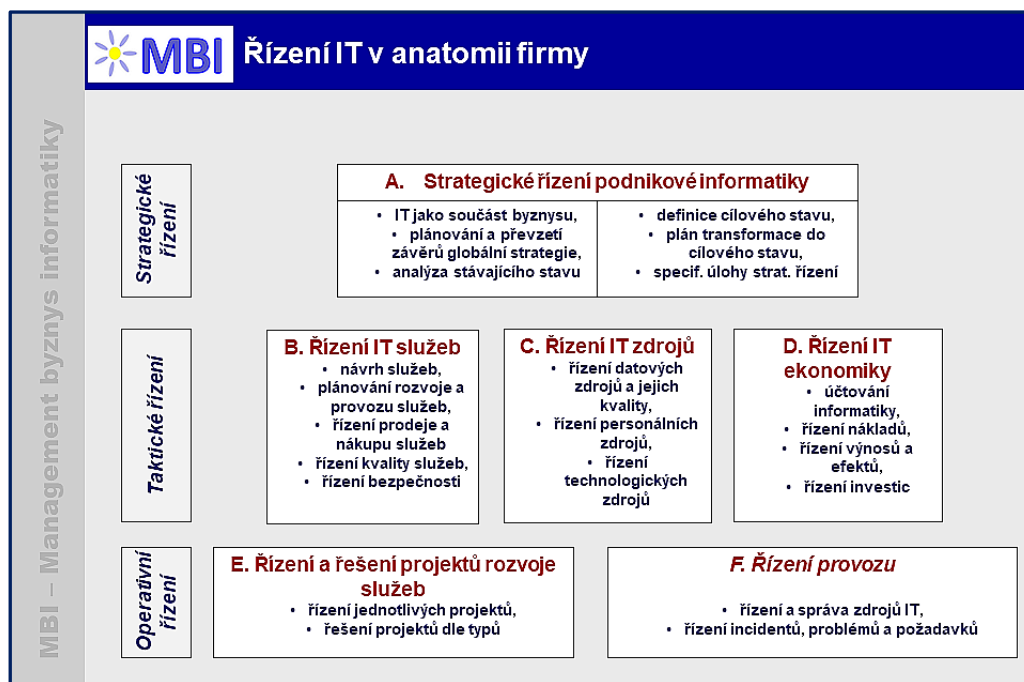 MBI
Řízení IT v anatomii firmy
MBI – Management byznys informatiky
Strategické
řízení
A. Strategické řízení podnikové informatiky
• IT jako součást byznysu,
• plánování a převzetí
závěrů globální strategie,
• analýza stávajícího stavu
• definice cílového stavu,
• plán transformace do
cílového stavu,
• specif. úlohy strat. řízení
Taktické řízení
B. Řízení IT služeb
• návrh služeb,
• plánování rozvoje a
provozu služeb,
• řízení prodeje a
nákupu služeb
• řízení kvality služeb,
• řízení bezpečnosti
C. Řízení IT zdrojů
• řízení datových
zdrojů a jejich
kvality,
• řízení personálních
zdrojů,
• řízení
technologických
zdrojů
D. Řízení IT
ekonomiky
• účtování
informatiky,
• řízení nákladů,
• řízení výnosů a
efektů,
• řízení investic
Operativní
řízení
E. Řízení a řešení projektů rozvoje
služeb
• řízení jednotlivých projektů,
• řešení projektů dle typů
F. Řízení provozu
• řízení a správa zdrojů IT,
• řízení incidentů, problémů a požadavků